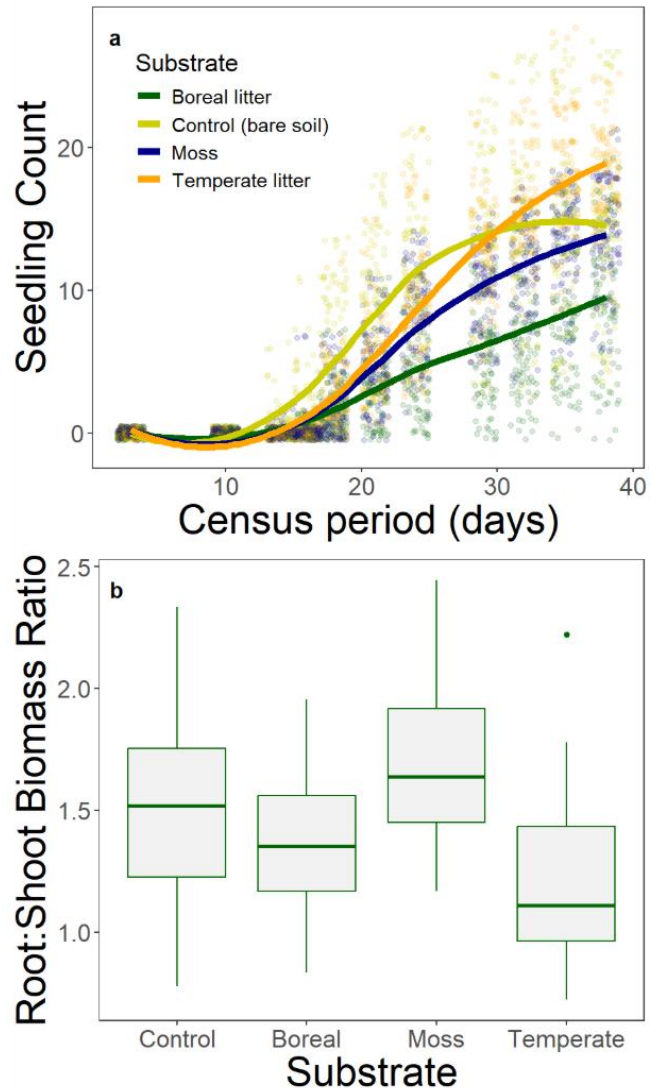 a
Substrate
Boreal litter
Control (bare soil)
Moss
Temperate litter
Seedling Count
20
10
0
10 20 30 40
Census period (days)
b
Root:Shoot Biomass Ratio
2.5
2.0
1.5
1.0
Control Boreal Moss Temperate
Substrate